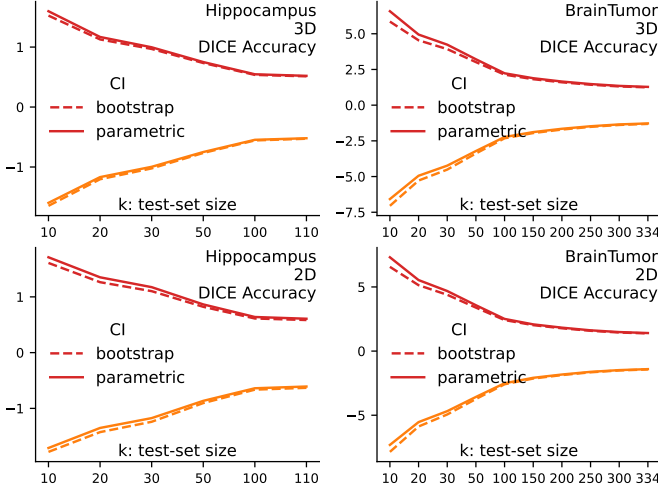 Hippocampus
3D
DICE Accuracy
CI
bootstrap
parametric
k: test-set size
1
0
−1
10 20 30 50 100 110
BrainTumor
3D
DICE Accuracy
CI
bootstrap
parametric
k: test-set size
5.0
2.5
0.0
−2.5
−5.0
−7.5
10 20 30 50 100 150 200 250 300 334
Hippocampus
2D
DICE Accuracy
CI
bootstrap
parametric
k: test-set size
1
0
−1
10 20 30 50 100 110
BrainTumor
2D
DICE Accuracy
CI
bootstrap
parametric
k: test-set size
5
0
−5
10 20 30 50 100 150 200 250 300 334